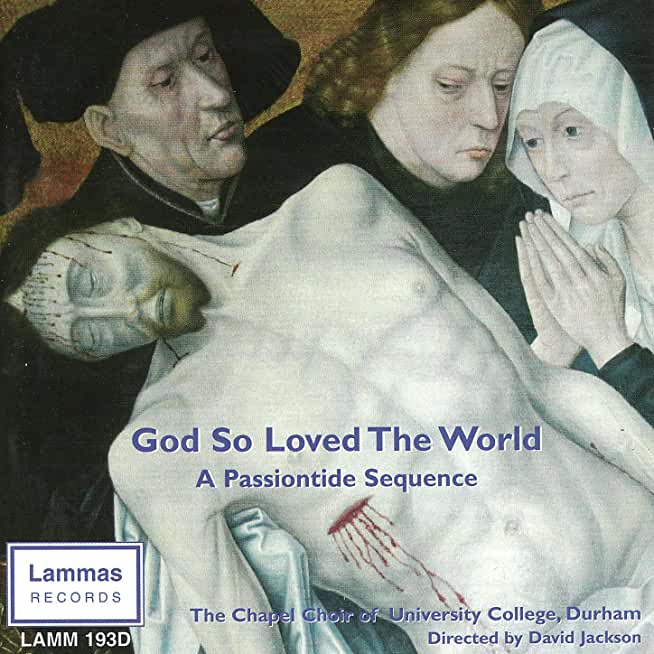 God So Loved The World
A Passiontide Sequence
Lammas
RECORDS
LAMM 193D
The Chapel Choir of University College, Durham
Directed by David Jackson